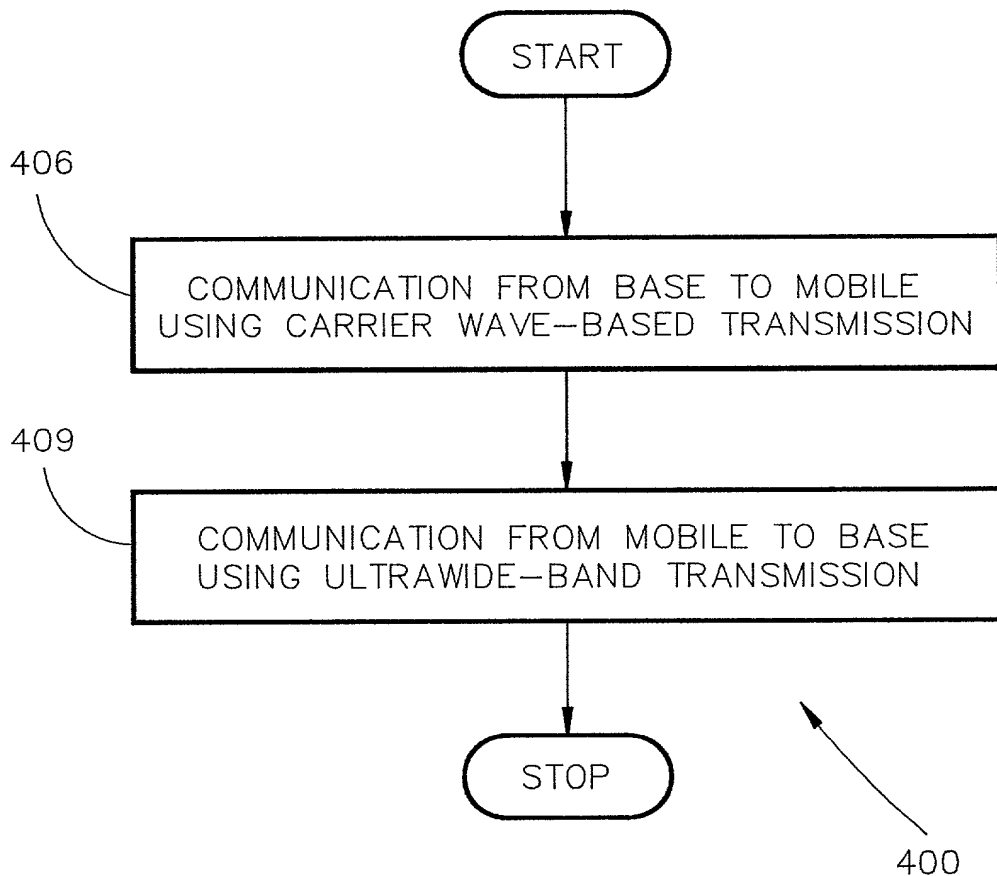 START
406
COMMUNICATION FROM BASE TO MOBILE
USING CARRIER WAVE-BASED TRANSMISSION
409
COMMUNICATION FROM MOBILE TO BASE
USING ULTRAWIDE-BAND TRANSMISSION
STOP
400